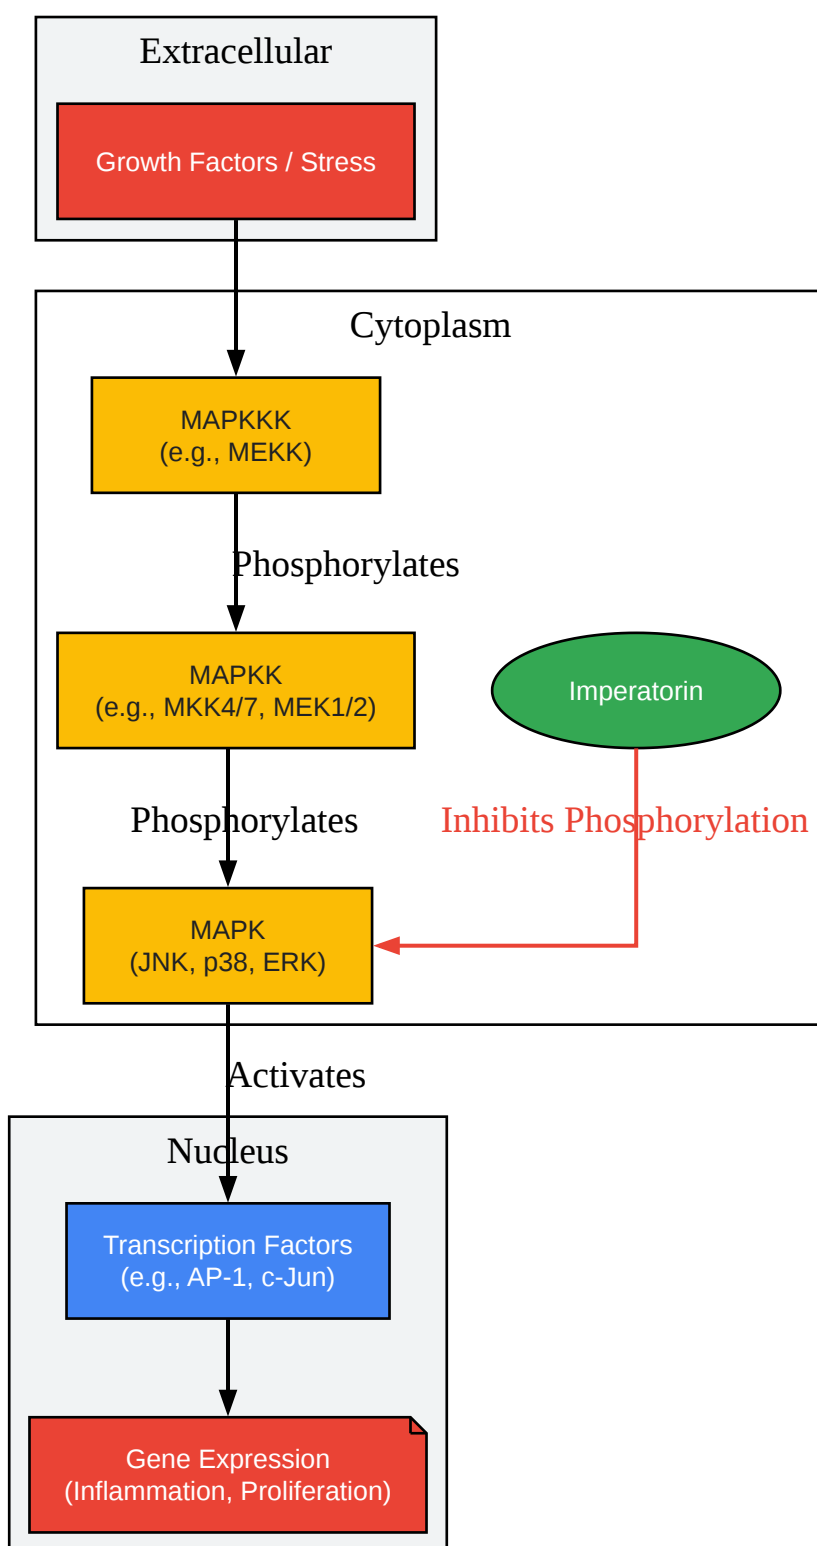 Extracellular
Growth Factors / Stress
Cytoplasm
MAPKKK
(e.g., MEKK)
Phosphorylates
MAPKK
(e.g., MKK4/7, MEK1/2)
Imperatorin
Phosphorylates
Inhibits Phosphorylation
MAPK
(JNK, p38, ERK)
Activates
Nucleus
Transcription Factors
(e.g., AP-1, c-Jun)
Gene Expression
(Inflammation, Proliferation)